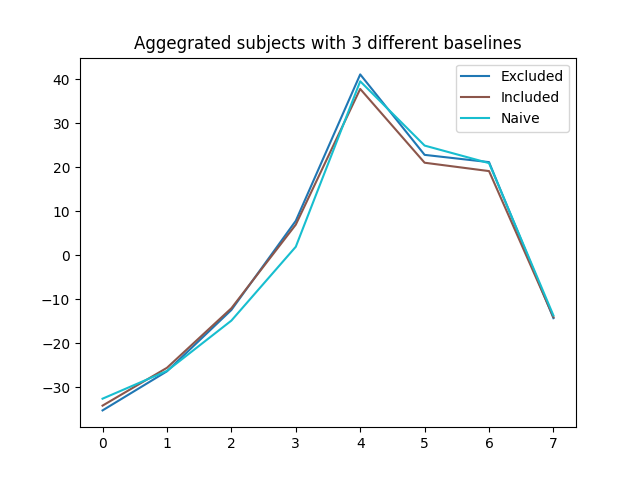 Aggegrated subjects with 3 different baselines
Excluded
Included
Naive
40
30
20
10
0
−10
−20
−30
0 1 2 3 4 5 6 7